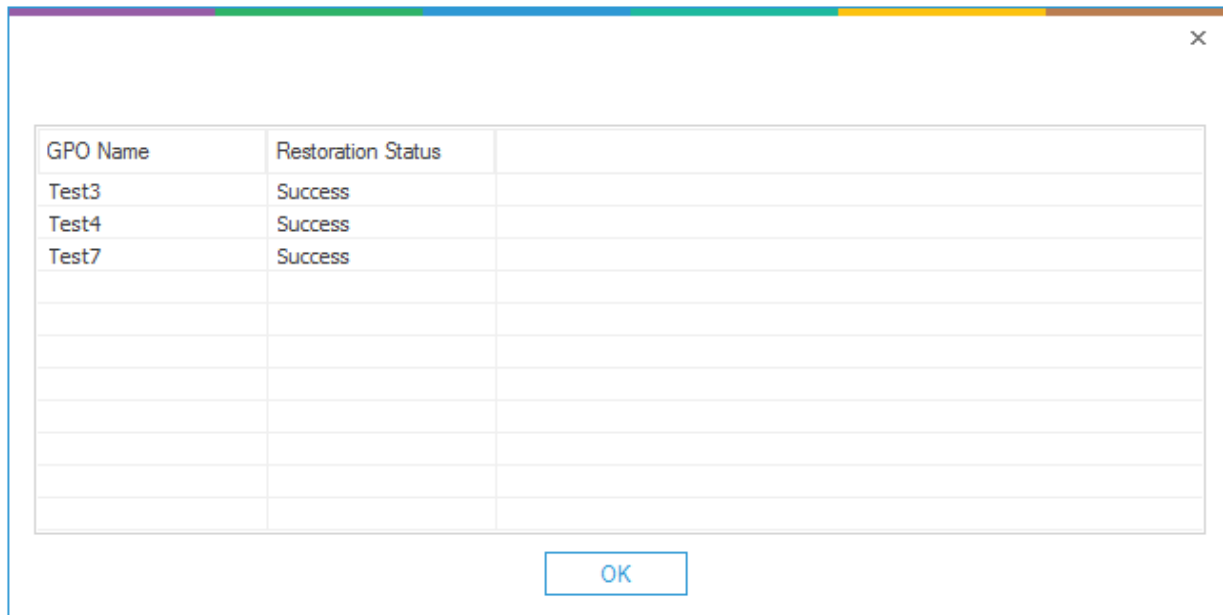 GPO Name Restoration Status
Test3 Success
Test4 Success
Test7 Success
OK